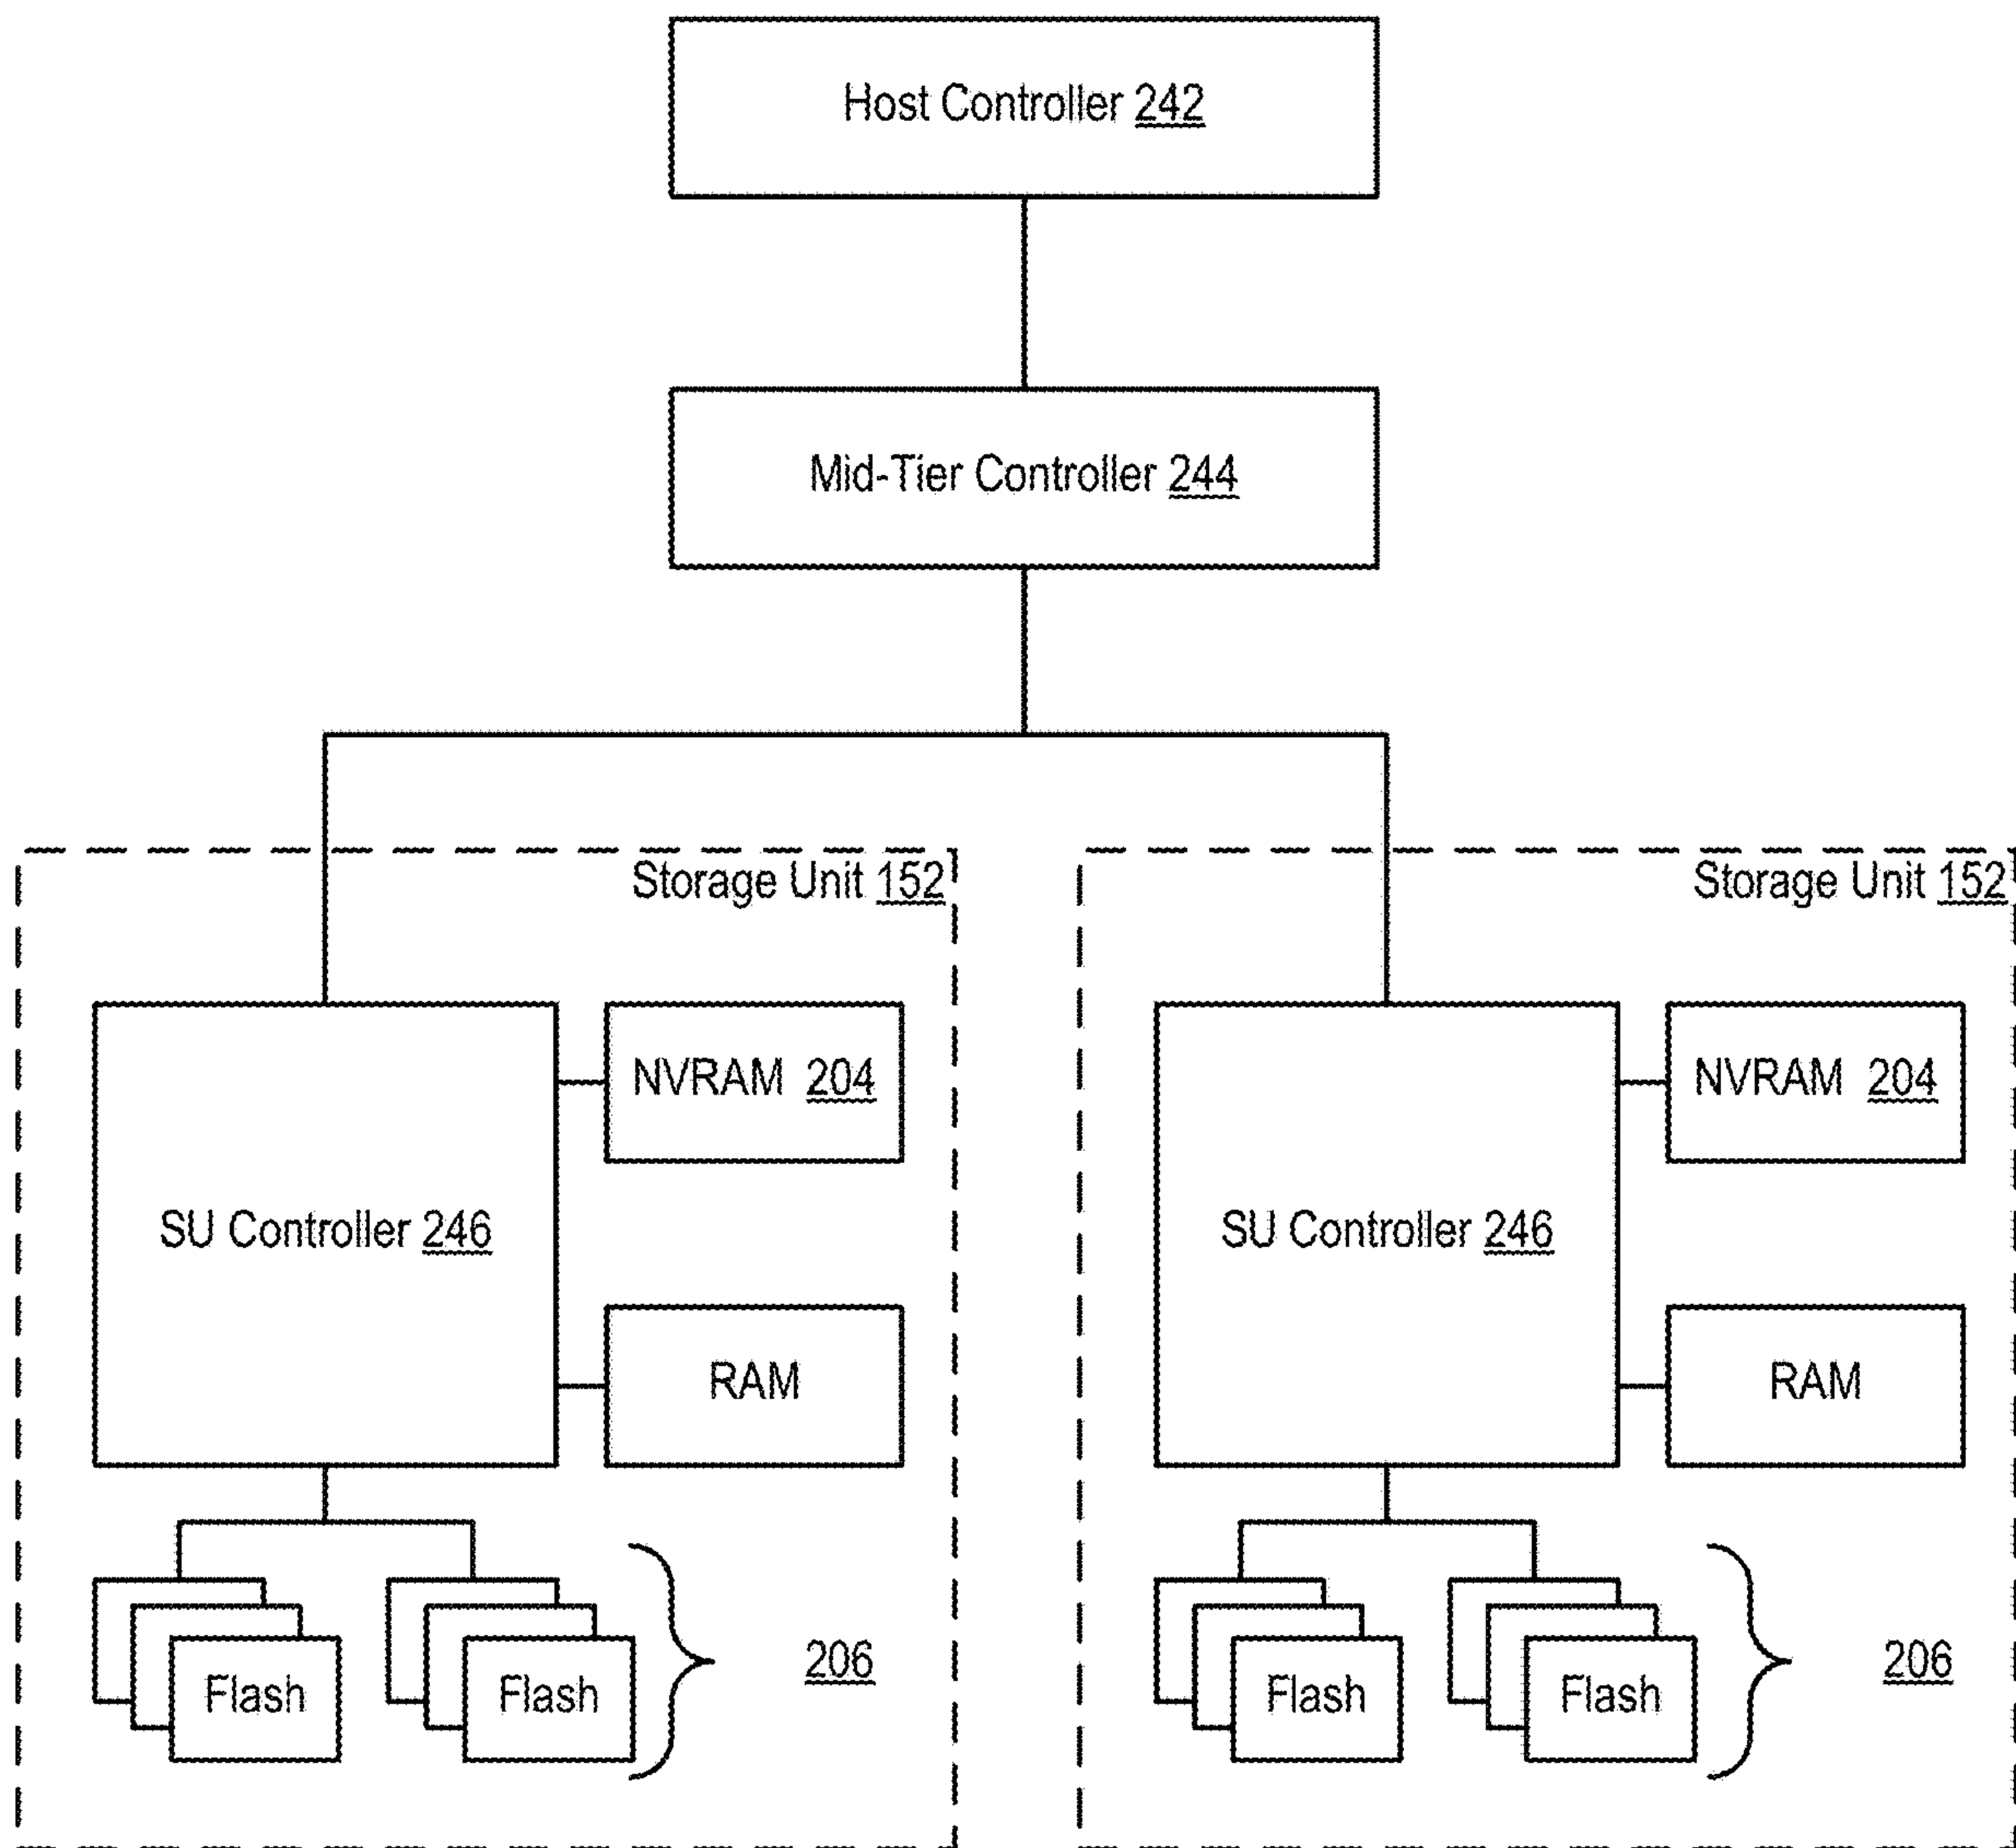 Host Controller 242
Mid-Tier Controller 244
Storage Unit 152
NVRAM 204
SU Controller 246
RAM
Flash
Flash
206
Storage Unit 152
NVRAM 204
SU Controller 246
RAM
Flash
Flash
206